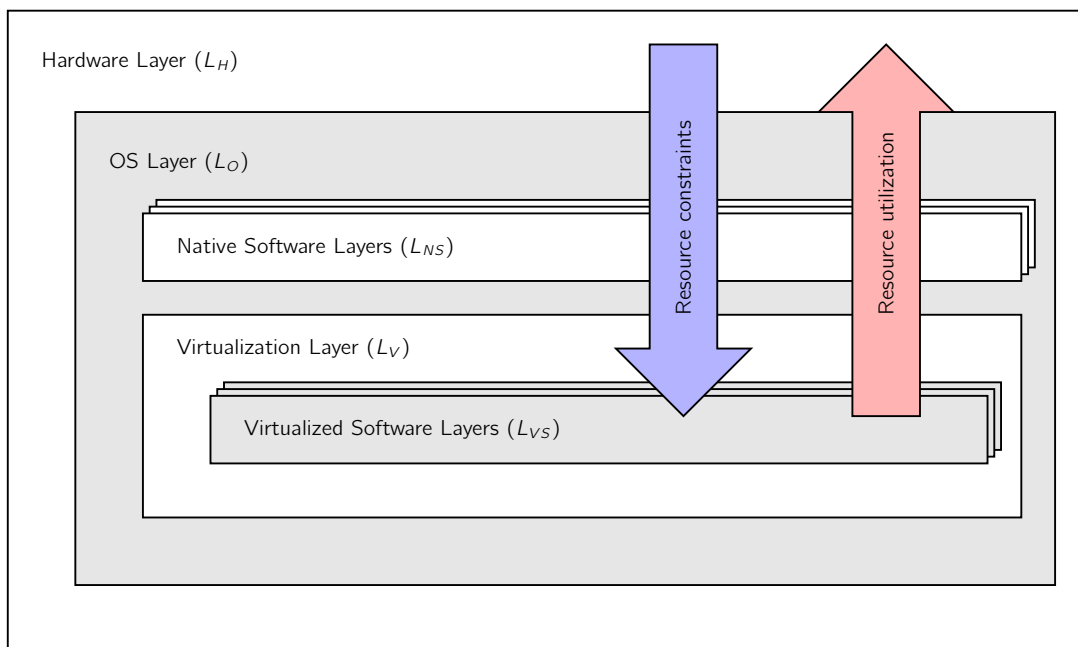 Hardware Layer (L_H)
OS Layer (L_O)
Native Software Layers (L_NS)
Virtualization Layer (L_V)
Virtualized Software Layers (L_VS)
Resource constraints
Resource utilization